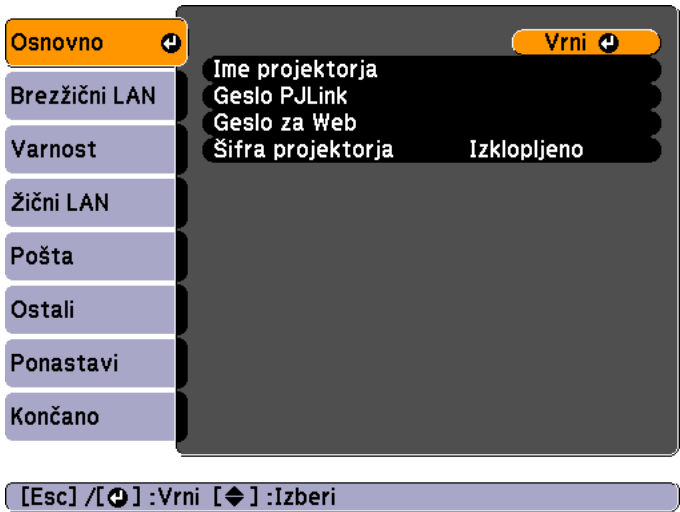 Osnovno
Brezžični LAN
Varnost
Žični LAN
Pošta
Ostali
Ponastavi
Končano
Vrni
Ime projektorja
Geslo PJLink
Geslo za Web
Šifra projektorja Izklopljeno
[Esc] /[⏎] :Vrni [◆] :Izberi